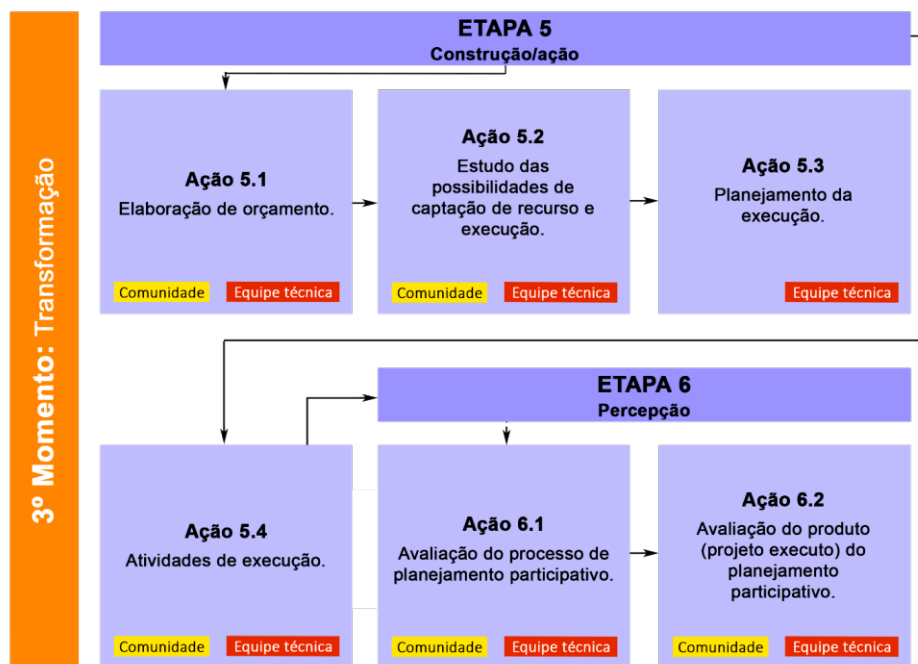 3º Momento: Transformação
ETAPA 5
Construção/ação
Ação 5.1
Elaboração de orçamento.
Comunidade
Equipe técnica
Ação 5.2
Estudo das
possibilidades de
captação de recurso e
execução.
Comunidade
Equipe técnica
Ação 5.3
Planejamento da
execução.
Equipe técnica
Ação 5.4
Atividades de execução.
Comunidade
Equipe técnica
ETAPA 6
Percepção
Ação 6.1
Avaliação do processo de
planejamento participativo.
Comunidade
Equipe técnica
Ação 6.2
Avaliação do produto
(projeto executo) do
planejamento
participativo.
Comunidade
Equipe técnica